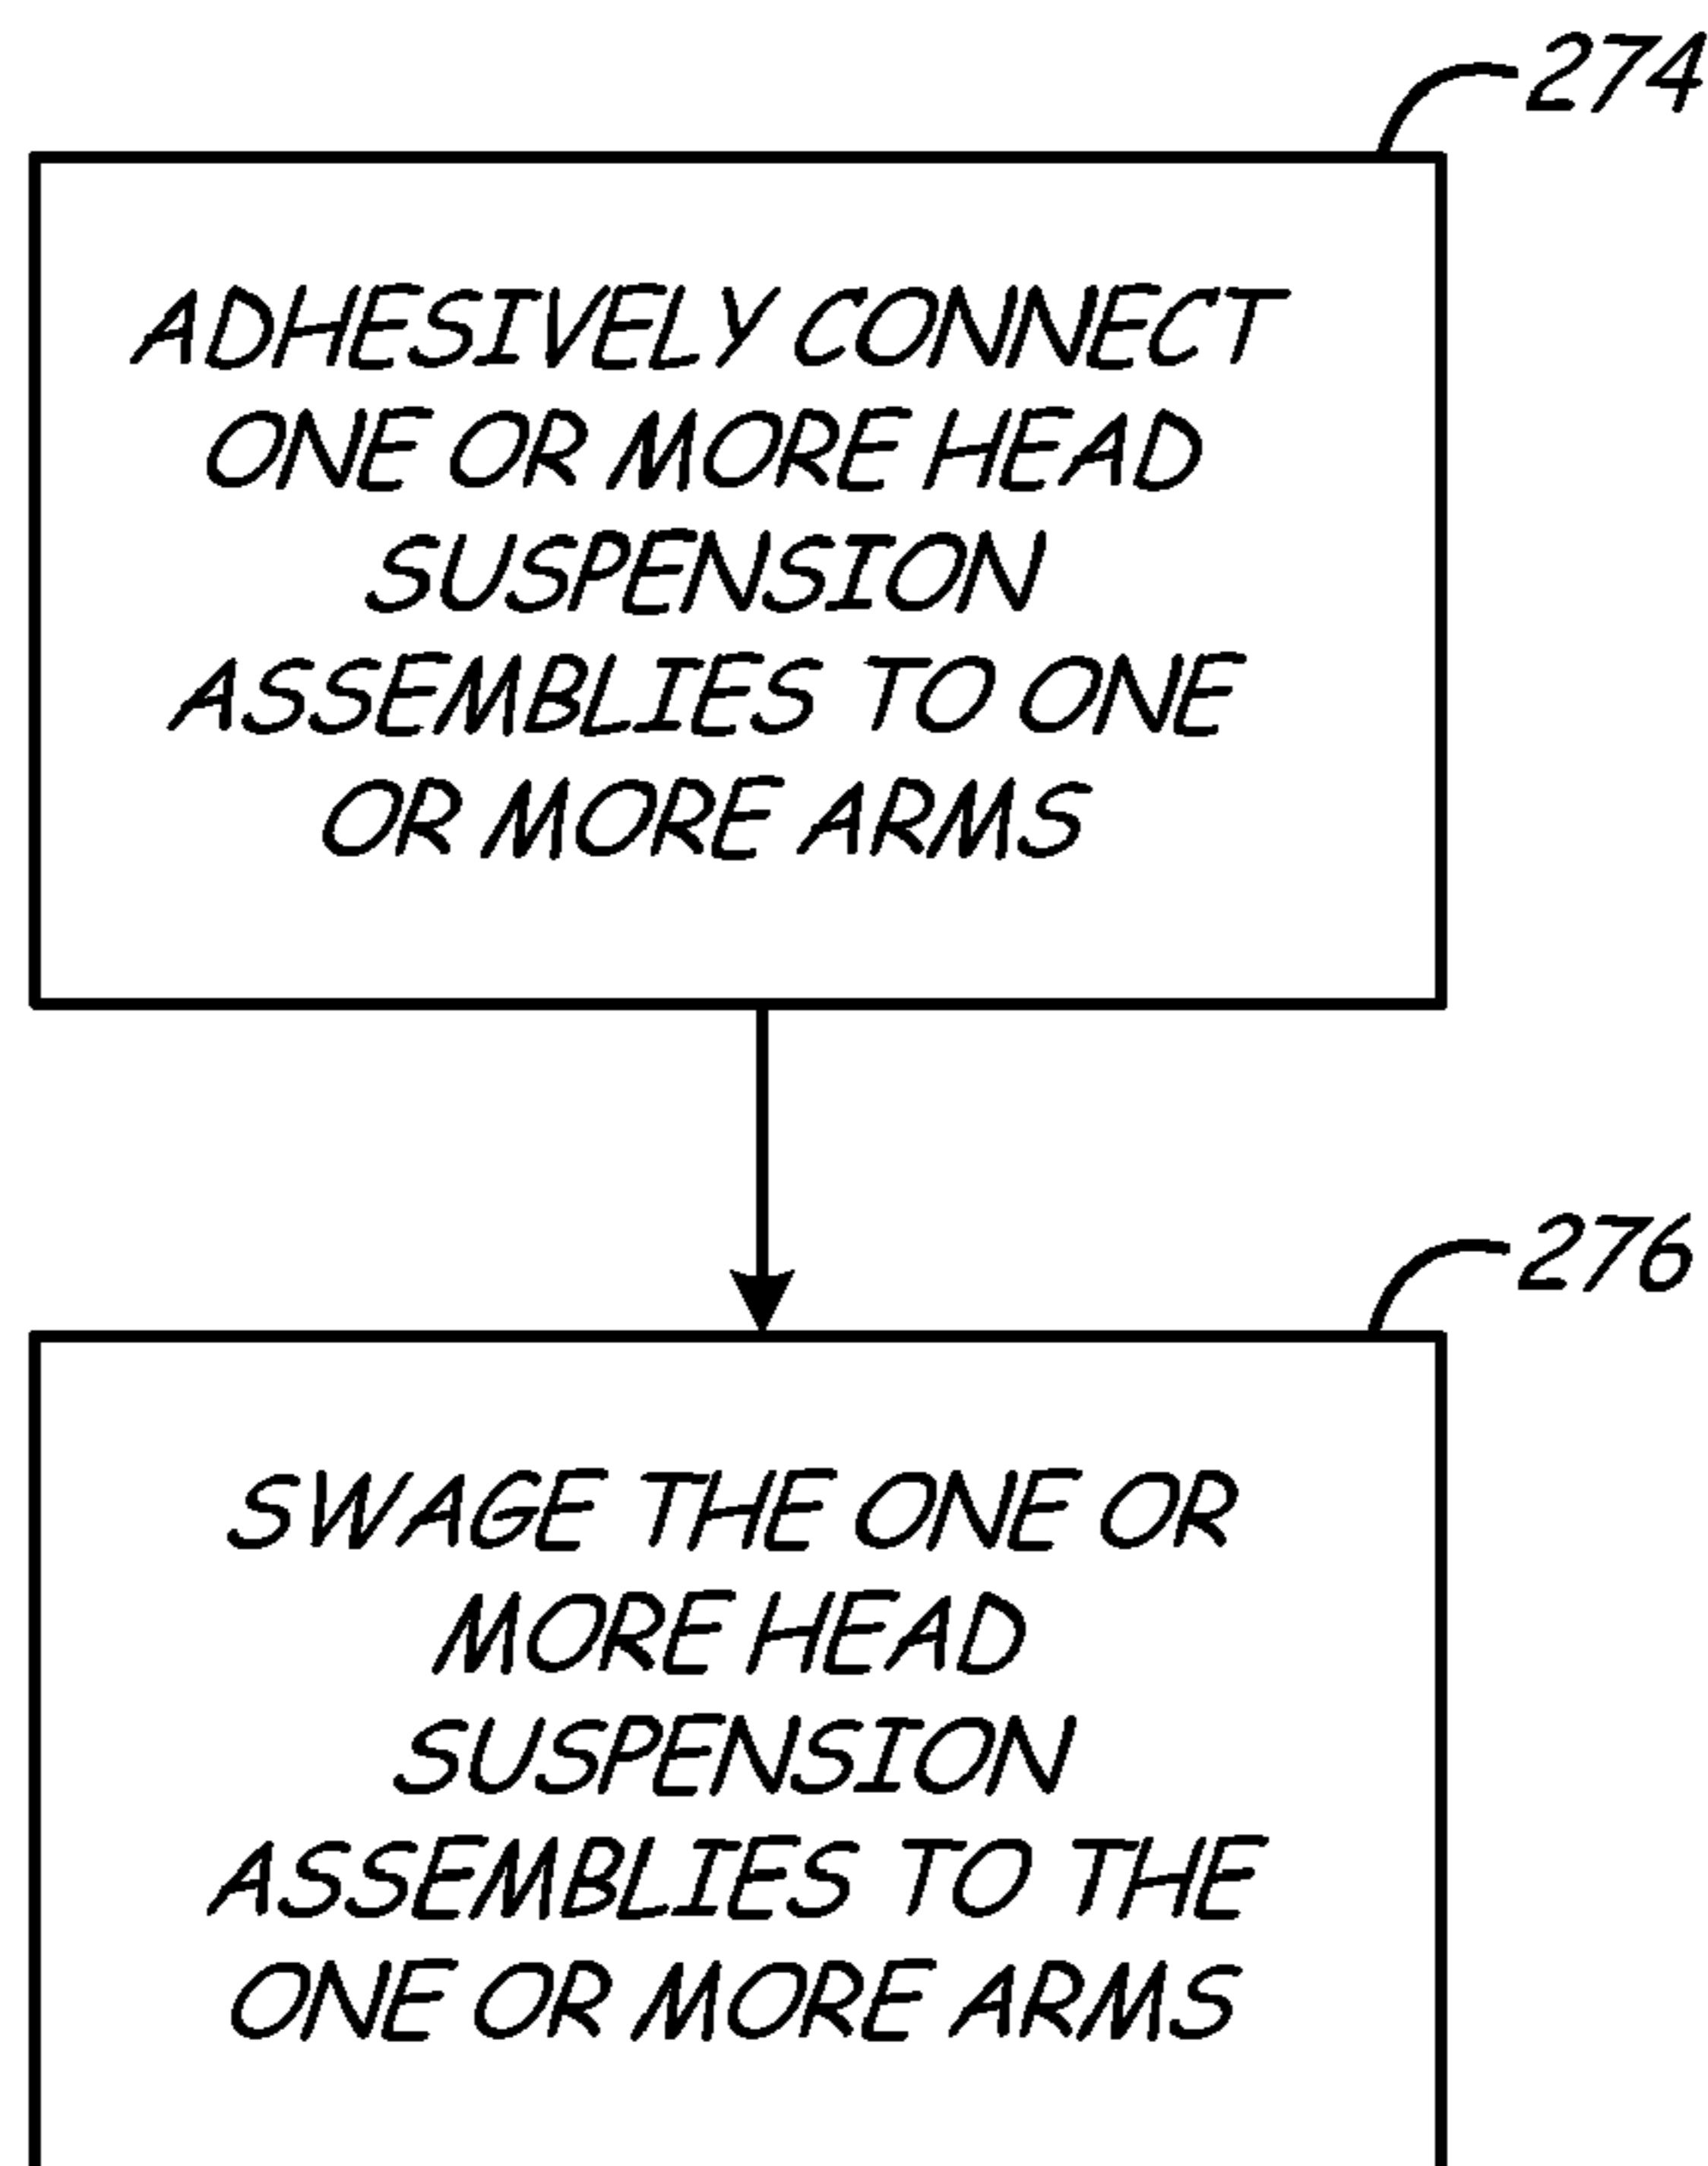 274
ADHESIVELY CONNECT
ONE OR MORE HEAD
SUSPENSION
ASSEMBLIES TO ONE
OR MORE ARMS
276
SWAGE THE ONE OR
MORE HEAD
SUSPENSION
ASSEMBLIES TO THE
ONE OR MORE ARMS